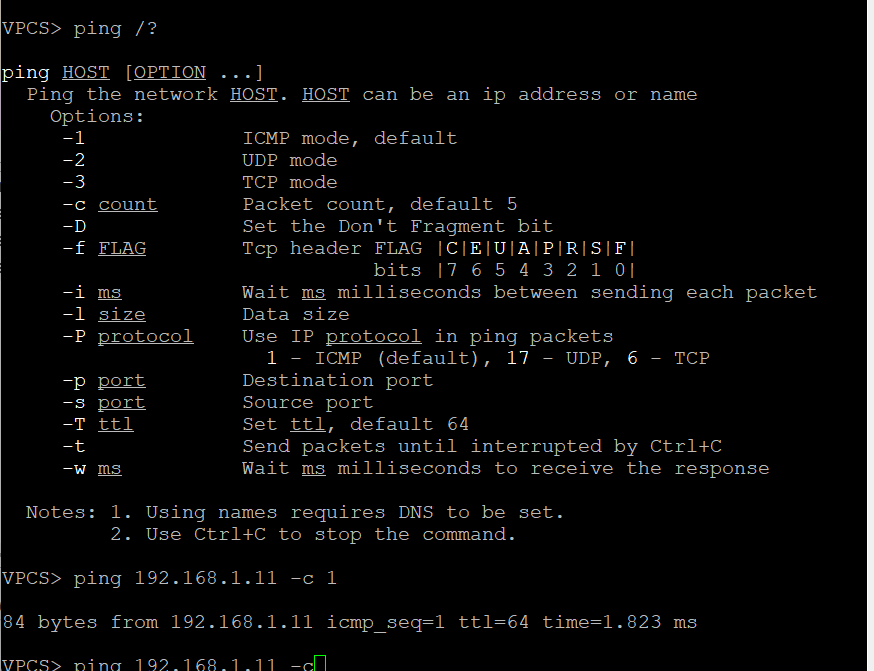 VPCS> ping /?
ping HOST [OPTION ...]
Ping the network HOST. HOST can be an ip address or name
Options:
-1 ICMP mode, default
-2 UDP mode
-3 TCP mode
-c count Packet count, default 5
-D Set the Don't Fragment bit
-f FLAG Tcp header FLAG |C|E|U|A|P|R|S|F|
bits |7 6 5 4 3 2 1 0|
-i ms Wait ms milliseconds between sending each packet
-l size Data size
-P protocol Use IP protocol in ping packets
1 - ICMP (default), 17 - UDP, 6 - TCP
-p port Destination port
-s port Source port
-T ttl Set ttl, default 64
-t Send packets until interrupted by Ctrl+C
-w ms Wait ms milliseconds to receive the response
Notes: 1. Using names requires DNS to be set.
2. Use Ctrl+C to stop the command.
VPCS> ping 192.168.1.11 -c 1
84 bytes from 192.168.1.11 icmp_seq=1 ttl=64 time=1.823 ms
VPCS> ping 192.168.1.11 -c